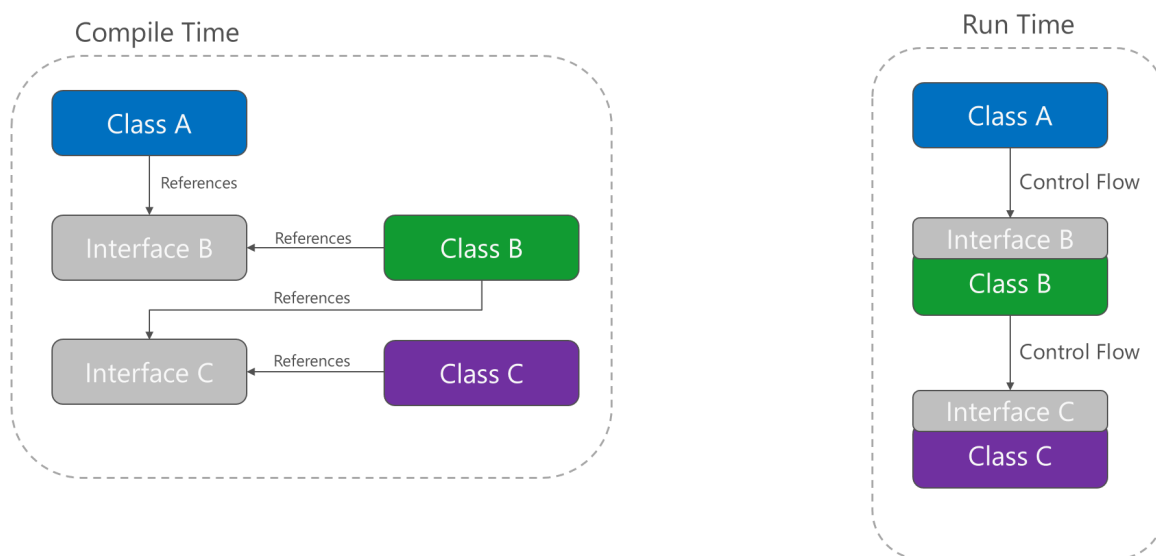 Compile Time
Class A
References
Interface B
References
Class B
References
Interface C
References
Class C
Run Time
Class A
Control Flow
Interface B
Class B
Control Flow
Interface C
Class C